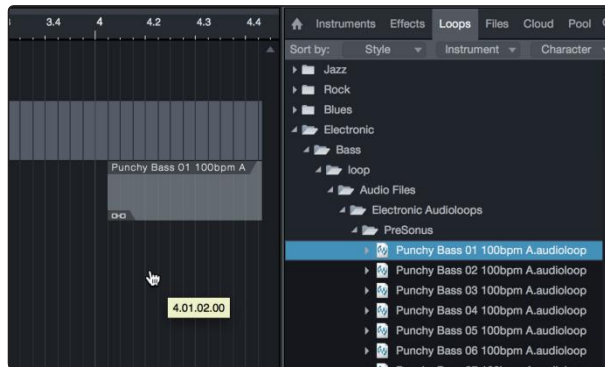 3.4 4 4.2 4.3 4.4
Punchy Bass 01 100bpm A
4.01.02.00
Instruments Effects Loops Files Cloud Pool
Sort by: Style Instrument Character
Jazz
Rock
Blues
Electronic
Bass
loop
Audio Files
Electronic Audioloops
PreSonus
Punchy Bass 01 100bpm A.audioloop
Punchy Bass 02 100bpm A.audioloop
Punchy Bass 03 100bpm A.audioloop
Punchy Bass 04 100bpm A.audioloop
Punchy Bass 05 100bpm A.audioloop
Punchy Bass 06 100bpm A.audioloop